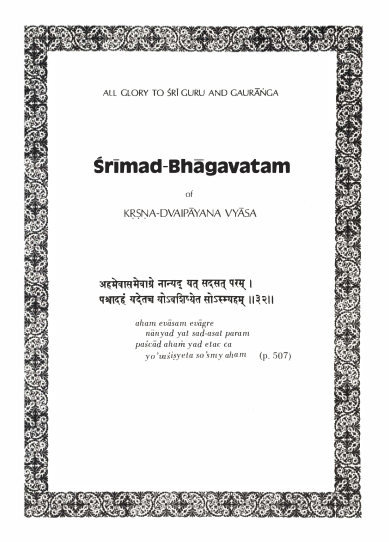 ALL GLORY TO ŚRĪ GURU AND GAURĀṄGA
Śrīmad-Bhāgavatam
of
KṚṢṆA-DVAIPĀYANA VYĀSA
अहमेवासमेवाग्रे नान्यद् यत् सदसत् परम् ।
पश्चादहं यदेतच्च योऽवशिष्येत सोऽस्म्यहम् ॥३२॥
aham evāsam evāgre
nānyad yat sad-asat param
paścād ahaṁ yad etac ca
yo'vaśiṣyeta so'smy aham (p. 507)